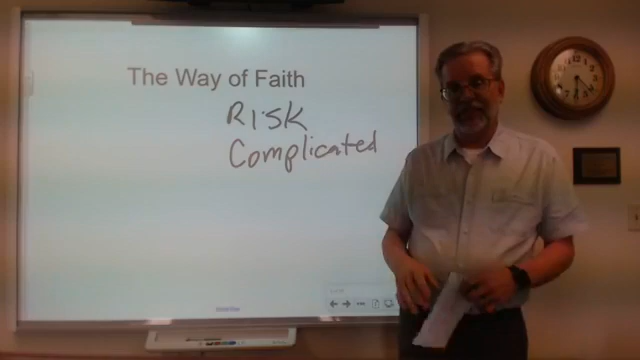 The Way of Faith
Risk
Complicated